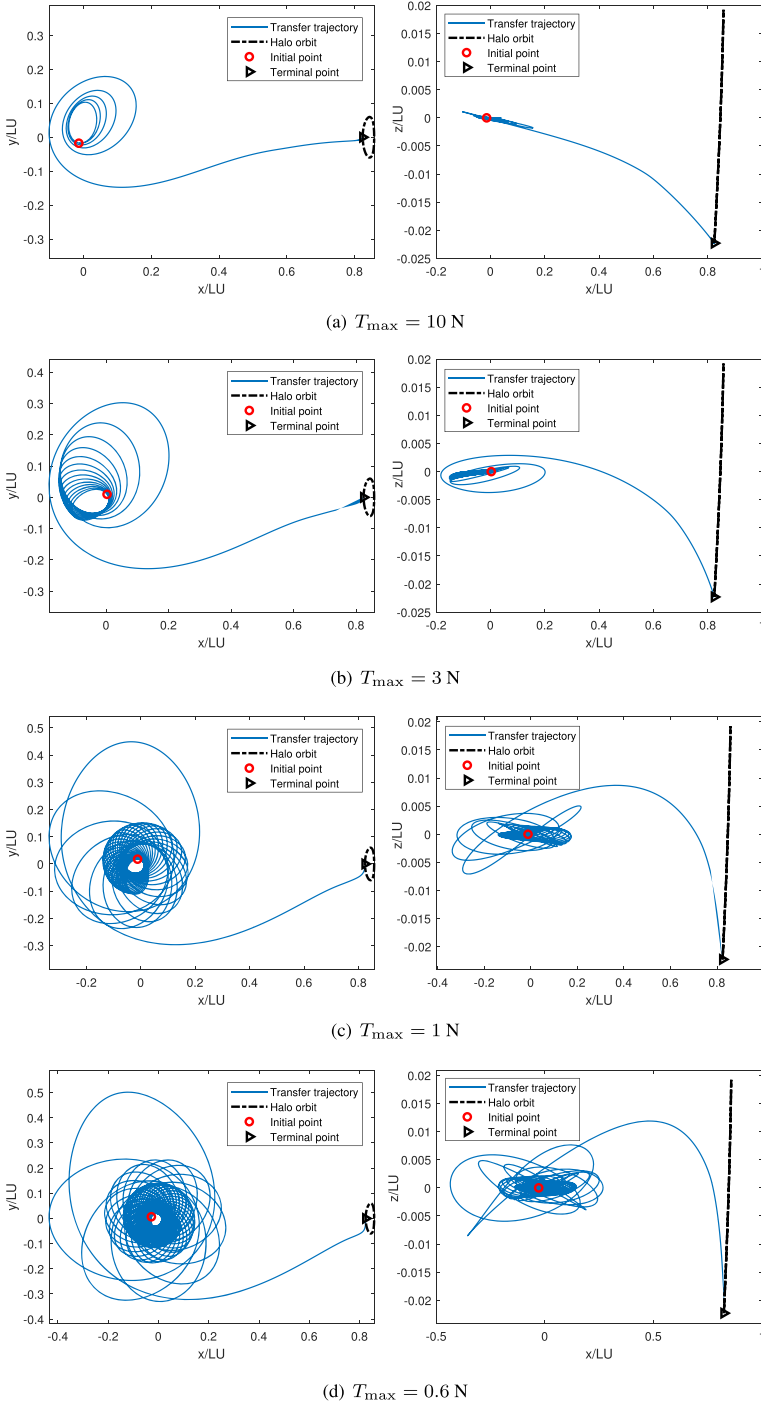 Transfer trajectory
Halo orbit
Initial point
Terminal point
y/LU
0.3
0.2
0.1
0
-0.1
-0.2
-0.3
0 0.2 0.4 0.6 0.8
x/LU
Transfer trajectory
Halo orbit
Initial point
Terminal point
z/LU
0.02
0.015
0.01
0.005
0
-0.005
-0.01
-0.015
-0.02
-0.025
-0.2 0 0.2 0.4 0.6 0.8 1
x/LU
(a) Tmax = 10 N
Transfer trajectory
Halo orbit
Initial point
Terminal point
y/LU
0.4
0.3
0.2
0.1
0
-0.1
-0.2
-0.3
0 0.2 0.4 0.6 0.8
x/LU
Transfer trajectory
Halo orbit
Initial point
Terminal point
z/LU
0.02
0.015
0.01
0.005
0
-0.005
-0.01
-0.015
-0.02
-0.025
-0.2 0 0.2 0.4 0.6 0.8 1
x/LU
(b) Tmax = 3 N
Transfer trajectory
Halo orbit
Initial point
Terminal point
y/LU
0.5
0.4
0.3
0.2
0.1
0
-0.1
-0.2
-0.3
-0.2 0 0.2 0.4 0.6 0.8
x/LU
Transfer trajectory
Halo orbit
Initial point
Terminal point
z/LU
0.02
0.015
0.01
0.005
0
-0.005
-0.01
-0.015
-0.02
-0.4 -0.2 0 0.2 0.4 0.6 0.8 1
x/LU
(c) Tmax = 1 N
Transfer trajectory
Halo orbit
Initial point
Terminal point
y/LU
0.5
0.4
0.3
0.2
0.1
0
-0.1
-0.2
-0.3
-0.4
-0.4 -0.2 0 0.2 0.4 0.6 0.8
x/LU
Transfer trajectory
Halo orbit
Initial point
Terminal point
z/LU
0.02
0.015
0.01
0.005
0
-0.005
-0.01
-0.015
-0.02
-0.5 0 0.5 1
x/LU
(d) Tmax = 0.6 N